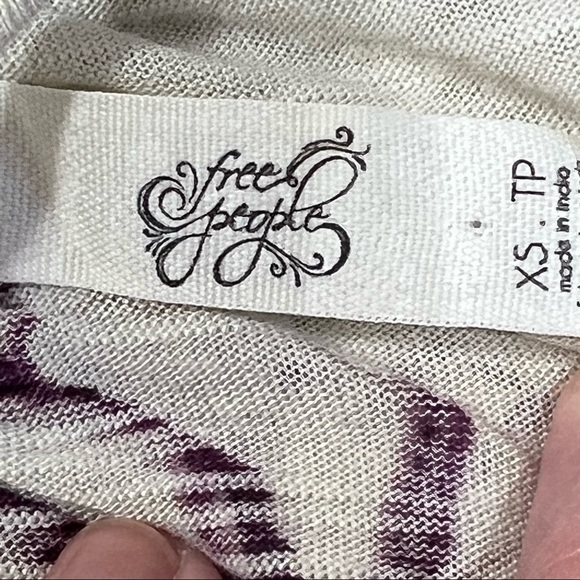 free
people
XS . TP
made in India